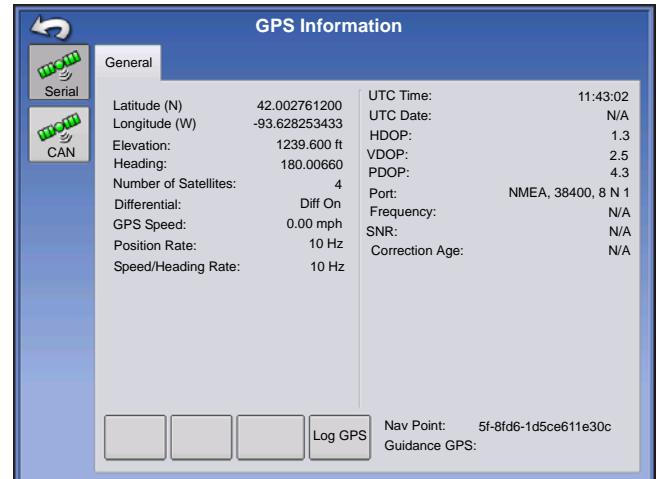 GPS Information
General
Serial
CAN
Latitude (N) 42.002761200
Longitude (W) -93.628253433
Elevation: 1239.600 ft
Heading: 180.00660
Number of Satellites: 4
Differential: Diff On
GPS Speed: 0.00 mph
Position Rate: 10 Hz
Speed/Heading Rate: 10 Hz
UTC Time: 11:43:02
UTC Date: N/A
HDOP: 1.3
VDOP: 2.5
PDOP: 4.3
Port: NMEA, 38400, 8 N 1
Frequency: N/A
SNR: N/A
Correction Age: N/A
Log GPS
Nav Point: 5f-8fd6-1d5ce611e30c
Guidance GPS: